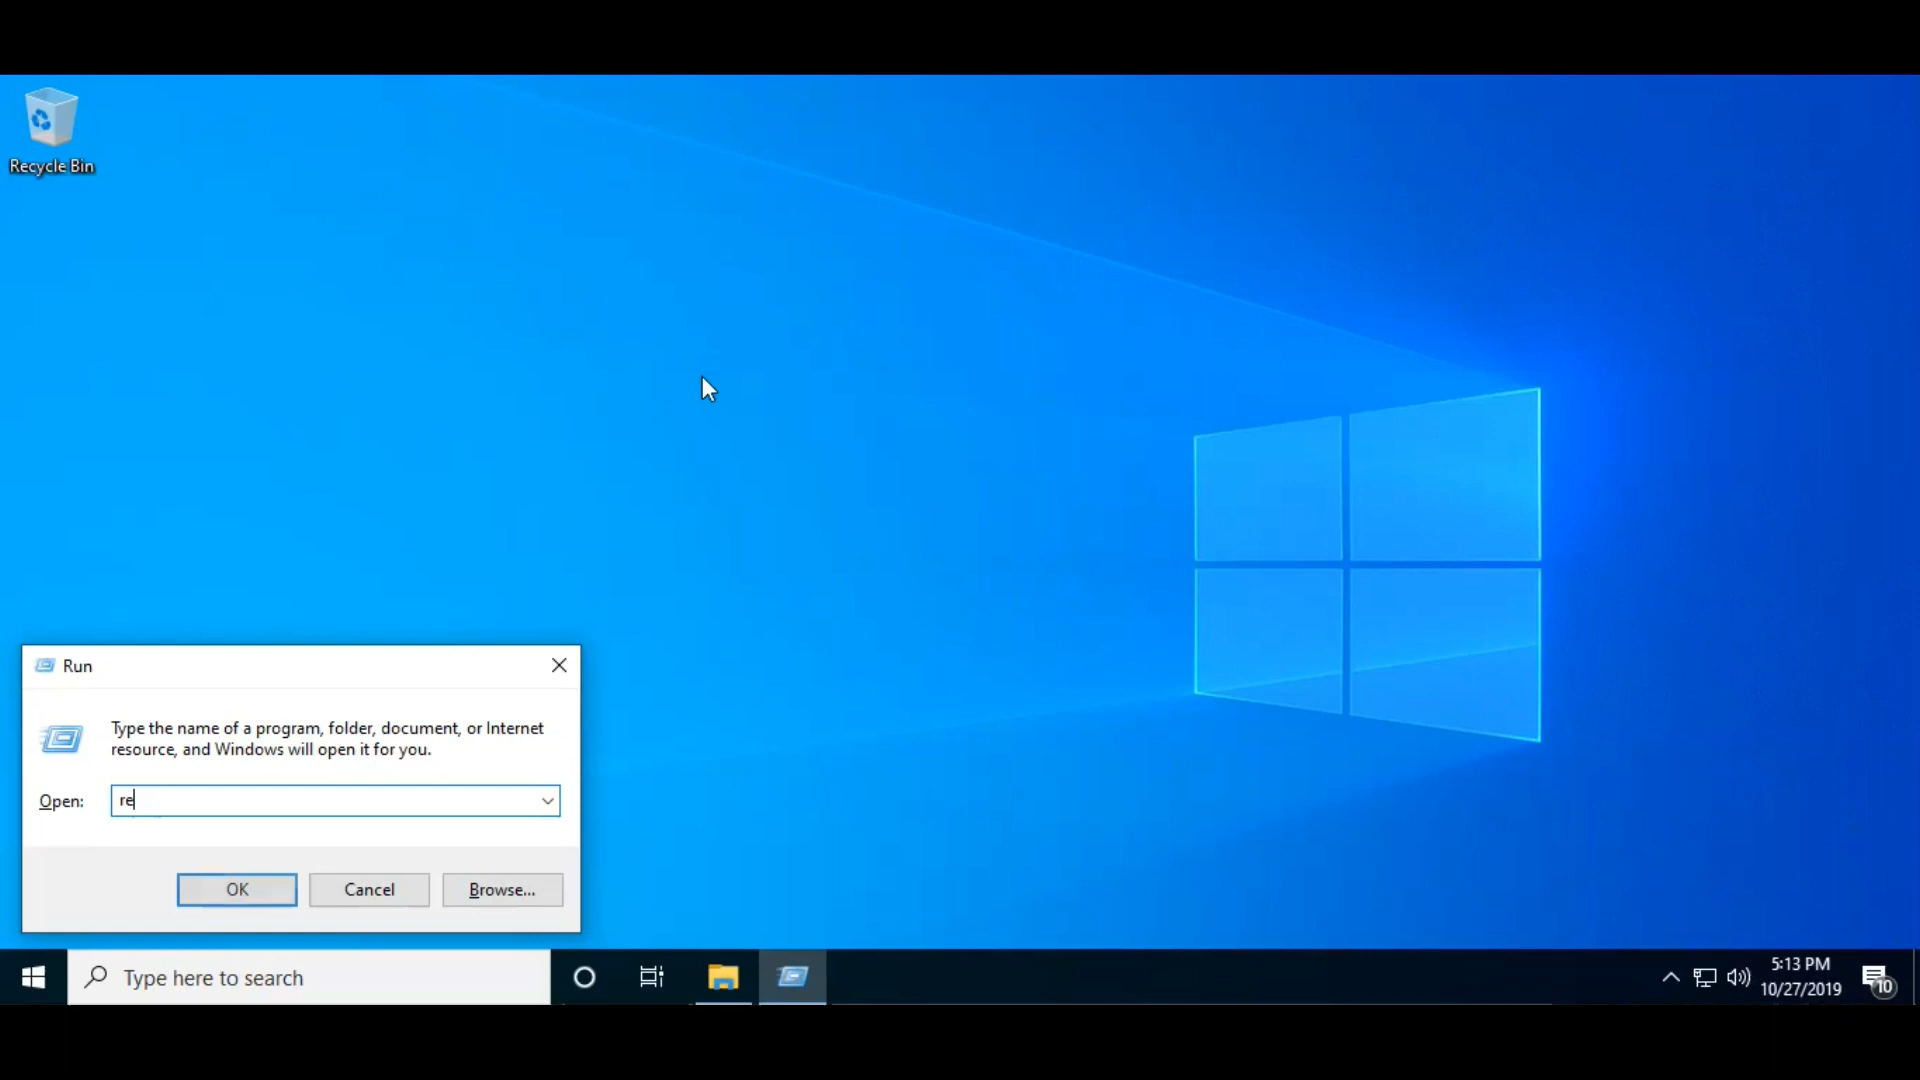 Recycle Bin
Run
Type the name of a program, folder, document, or Internet
resource, and Windows will open it for you.
Open: re
OK Cancel Browse...
Type here to search
5:13 PM
10/27/2019
10